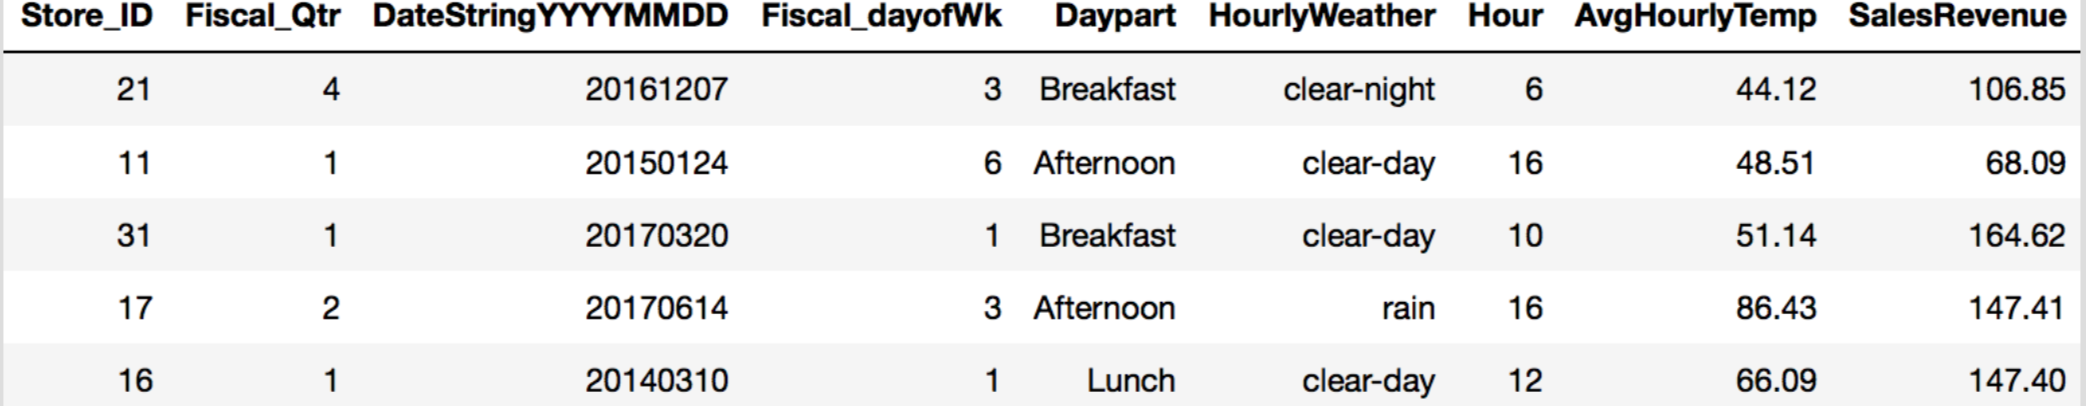 Store_ID Fiscal_Qtr DateStringYYYYMMDD Fiscal_dayofWk Daypart HourlyWeather Hour AvgHourlyTemp SalesRevenue
21 4 20161207 3 Breakfast clear-night 6 44.12 106.85
11 1 20150124 6 Afternoon clear-day 16 48.51 68.09
31 1 20170320 1 Breakfast clear-day 10 51.14 164.62
17 2 20170614 3 Afternoon rain 16 86.43 147.41
16 1 20140310 1 Lunch clear-day 12 66.09 147.40